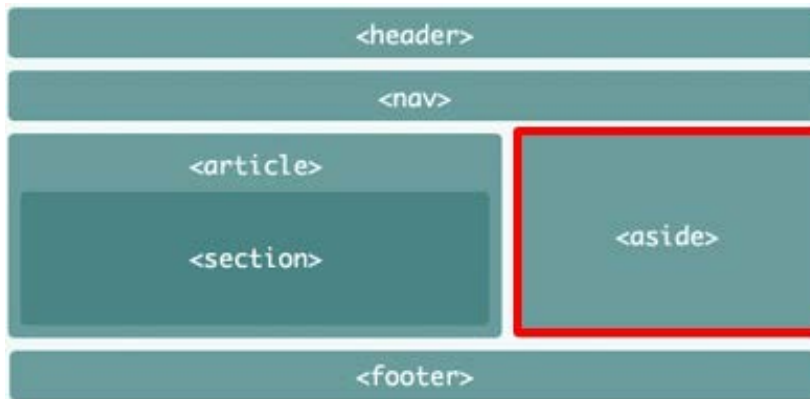 <header>
<nav>
<article>
<section>
<aside>
<footer>